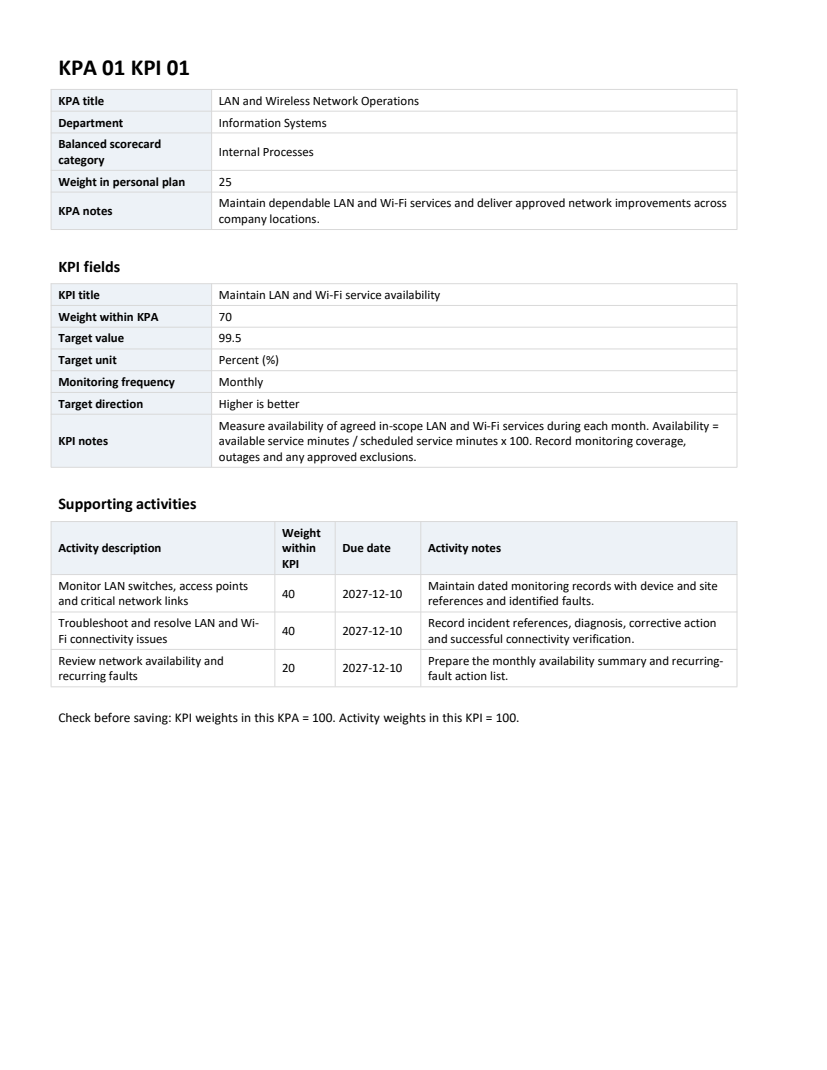 KPA 01 KPI 01
KPA title LAN and Wireless Network Operations
Department Information Systems
Balanced scorecard
category
Internal Processes
Weight in personal plan 25
KPA notes
Maintain dependable LAN and Wi-Fi services and deliver approved network improvements across
company locations.
KPI fields
KPI title Maintain LAN and Wi-Fi service availability
Weight within KPA 70
Target value 99.5
Target unit Percent (%)
Monitoring frequency Monthly
Target direction Higher is better
KPI notes
Measure availability of agreed in-scope LAN and Wi-Fi services during each month. Availability =
available service minutes / scheduled service minutes x 100. Record monitoring coverage,
outages and any approved exclusions.
Supporting activities
Activity description
Weight
within
KPI
Due date
Activity notes
Monitor LAN switches, access points
and critical network links
40
2027-12-10
Maintain dated monitoring records with device and site
references and identified faults.
Troubleshoot and resolve LAN and Wi-
Fi connectivity issues
40
2027-12-10
Record incident references, diagnosis, corrective action
and successful connectivity verification.
Review network availability and
recurring faults
20
2027-12-10
Prepare the monthly availability summary and recurring-
fault action list.
Check before saving: KPI weights in this KPA = 100. Activity weights in this KPI = 100.